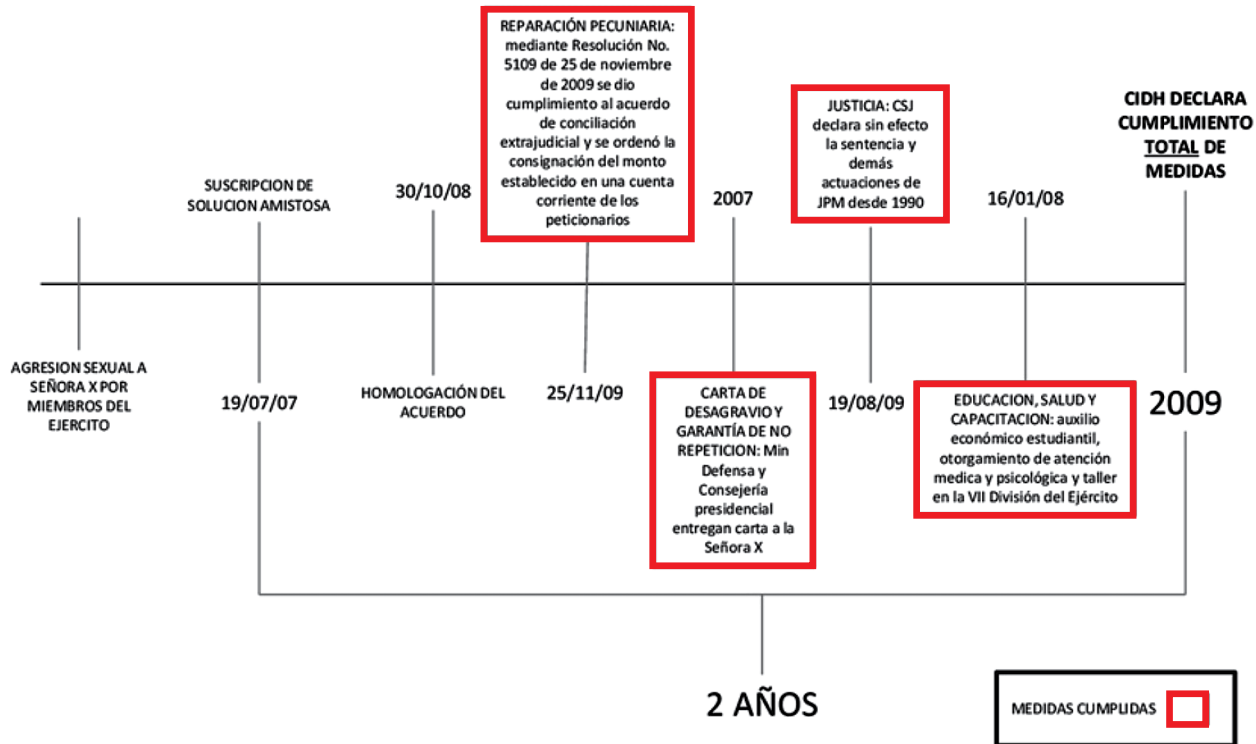 AGRESION SEXUAL A
SEÑORA X POR
MIEMBROS DEL
EJERCITO
SUSCRIPCION DE
SOLUCION AMISTOSA
19/07/07
30/10/08
HOMOLOGACIÓN DEL
ACUERDO
REPARACIÓN PECUNIARIA:
mediante Resolución No.
5109 de 25 de noviembre
de 2009 se dio
cumplimiento al acuerdo
de conciliación
extrajudicial y se ordenó la
consignación del monto
establecido en una cuenta
corriente de los
peticionarios
25/11/09
2007
CARTA DE
DESAGRAVIO Y
GARANTÍA DE NO
REPETICION: Min
Defensa y
Consejería
presidencial
entregan carta a la
Señora X
JUSTICIA: CSJ
declara sin efecto
la sentencia y
demás
actuaciones de
JPM desde 1990
19/08/09
16/01/08
EDUCACION, SALUD Y
CAPACITACION: auxilio
económico estudiantil,
otorgamiento de atención
medica y psicológica y taller
en la VII División del Ejército
CIDH DECLARA
CUMPLIMIENTO
TOTAL DE
MEDIDAS
2009
2 AÑOS
MEDIDAS CUMPLIDAS